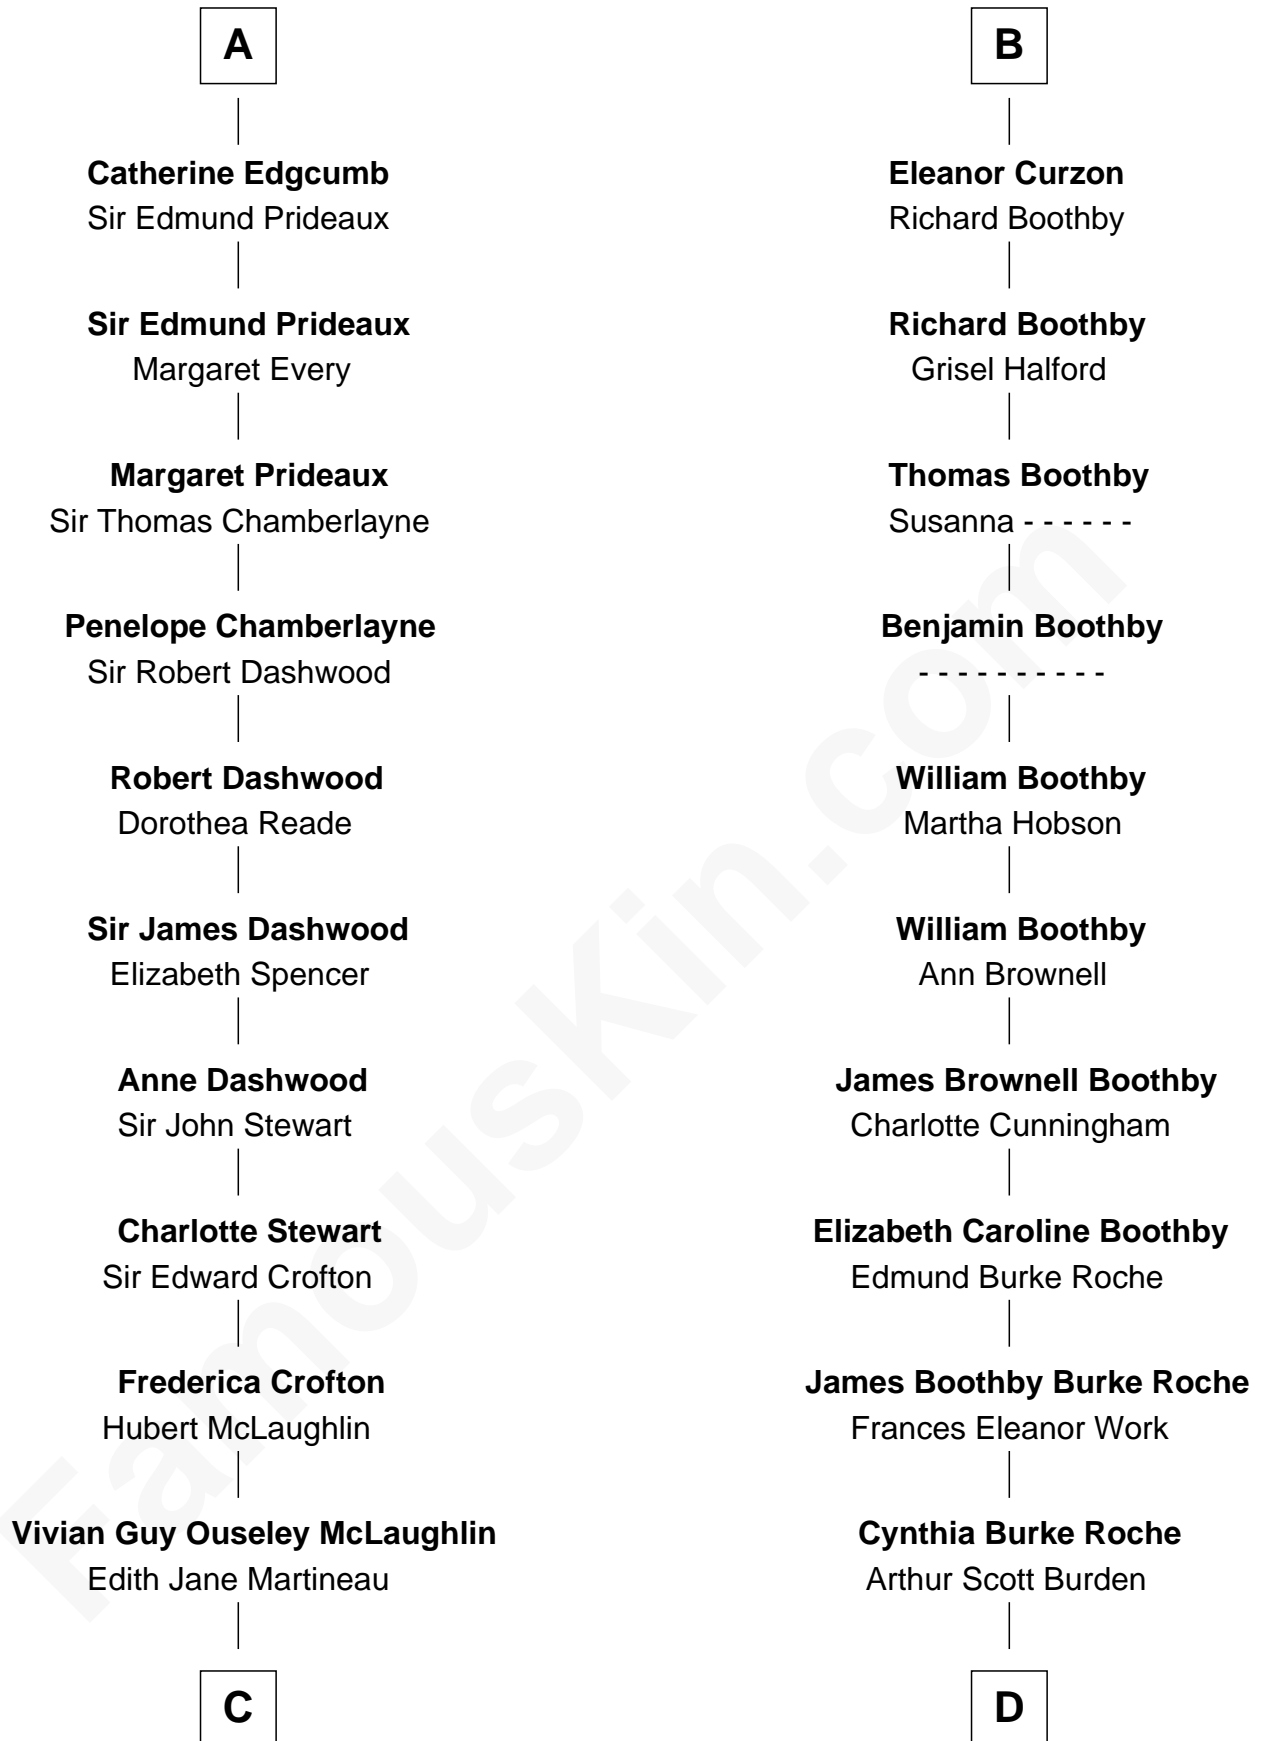 A
Catherine Edgcumb
Sir Edmund Prideaux
Sir Edmund Prideaux
Margaret Every
Margaret Prideaux
Sir Thomas Chamberlayne
Penelope Chamberlayne
Sir Robert Dashwood
Robert Dashwood
Dorothea Reade
Sir James Dashwood
Elizabeth Spencer
Anne Dashwood
Sir John Stewart
Charlotte Stewart
Sir Edward Crofton
Frederica Crofton
Hubert McLaughlin
Vivian Guy Ouseley McLaughlin
Edith Jane Martineau
C
B
Eleanor Curzon
Richard Boothby
Richard Boothby
Grisel Halford
Thomas Boothby
Susanna - - - - - -
Benjamin Boothby
- - - - - - - - - -
William Boothby
Martha Hobson
William Boothby
Ann Brownell
James Brownell Boothby
Charlotte Cunningham
Elizabeth Caroline Boothby
Edmund Burke Roche
James Boothby Burke Roche
Frances Eleanor Work
Cynthia Burke Roche
Arthur Scott Burden
D
FamousKin.com